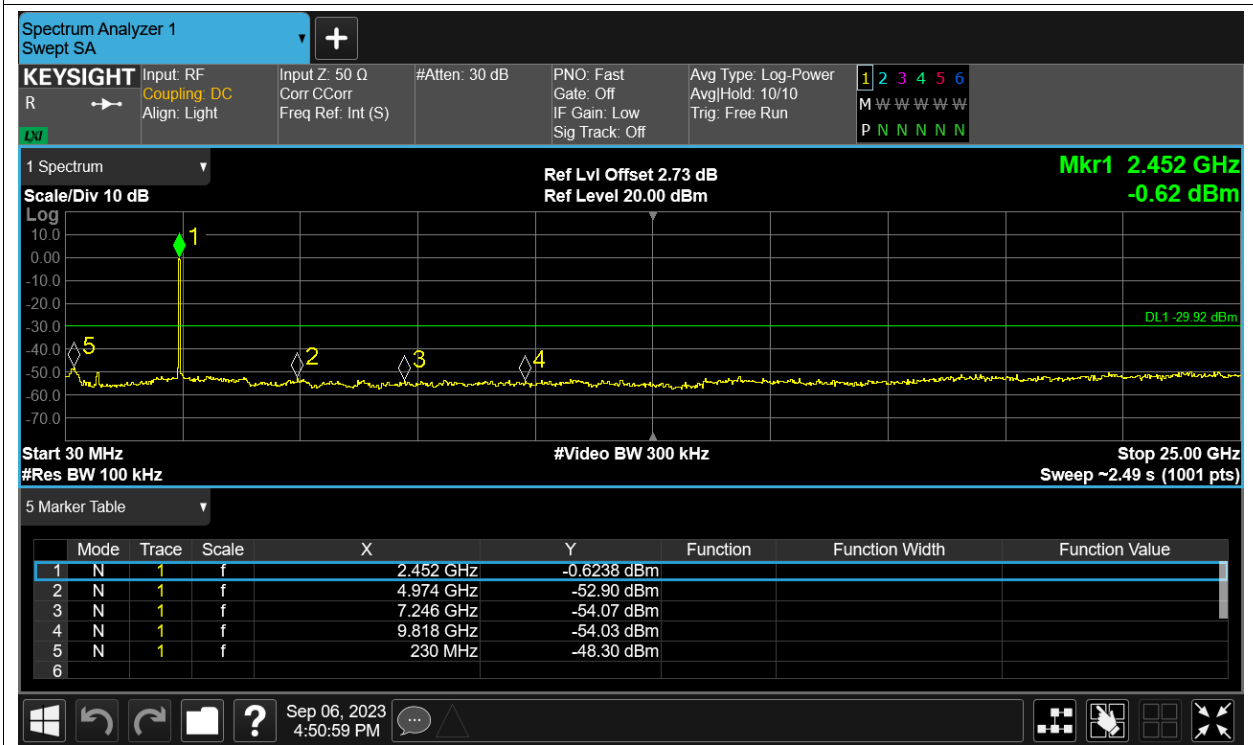 Spectrum Analyzer 1
Swept SA
+
KEYSIGHT Input: RF Input Z: 50 Ω #Atten: 30 dB PNO: Fast Avg Type: Log-Power 1 2 3 4 5 6
R Coupling: DC Corr CCorr Gate: Off Avg|Hold: 10/10 M W W W W W
Align: Light Freq Ref: Int (S) IF Gain: Low Trig: Free Run
LXI Sig Track: Off P N N N N N
1 Spectrum Ref Lvl Offset 2.73 dB Mkr1 2.452 GHz
Scale/Div 10 dB Ref Level 20.00 dBm -0.62 dBm
Log
10.0 1
0.00
-10.0
-20.0
DL1 -29.92 dBm
-30.0
-40.0 5 2 3 4
-50.0
-60.0
-70.0
Start 30 MHz #Video BW 300 kHz Stop 25.00 GHz
#Res BW 100 kHz Sweep ~2.49 s (1001 pts)
5 Marker Table
Mode Trace Scale X Y Function Function Width Function Value
1 N 1 f 2.452 GHz -0.6238 dBm
2 N 1 f 4.974 GHz -52.90 dBm
3 N 1 f 7.246 GHz -54.07 dBm
4 N 1 f 9.818 GHz -54.03 dBm
5 N 1 f 230 MHz -48.30 dBm
6
? Sep 06, 2023
4:50:59 PM